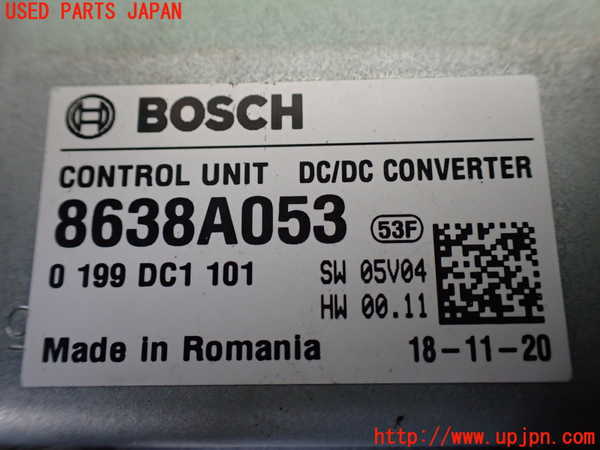 USED PARTS JAPAN
BOSCH
CONTROL UNIT DC/DC CONVERTER
8638A053 53F
0 199 DC1 101 SW 05V04
HW 00.11
Made in Romania 18-11-20
http://www.upjpn.com/